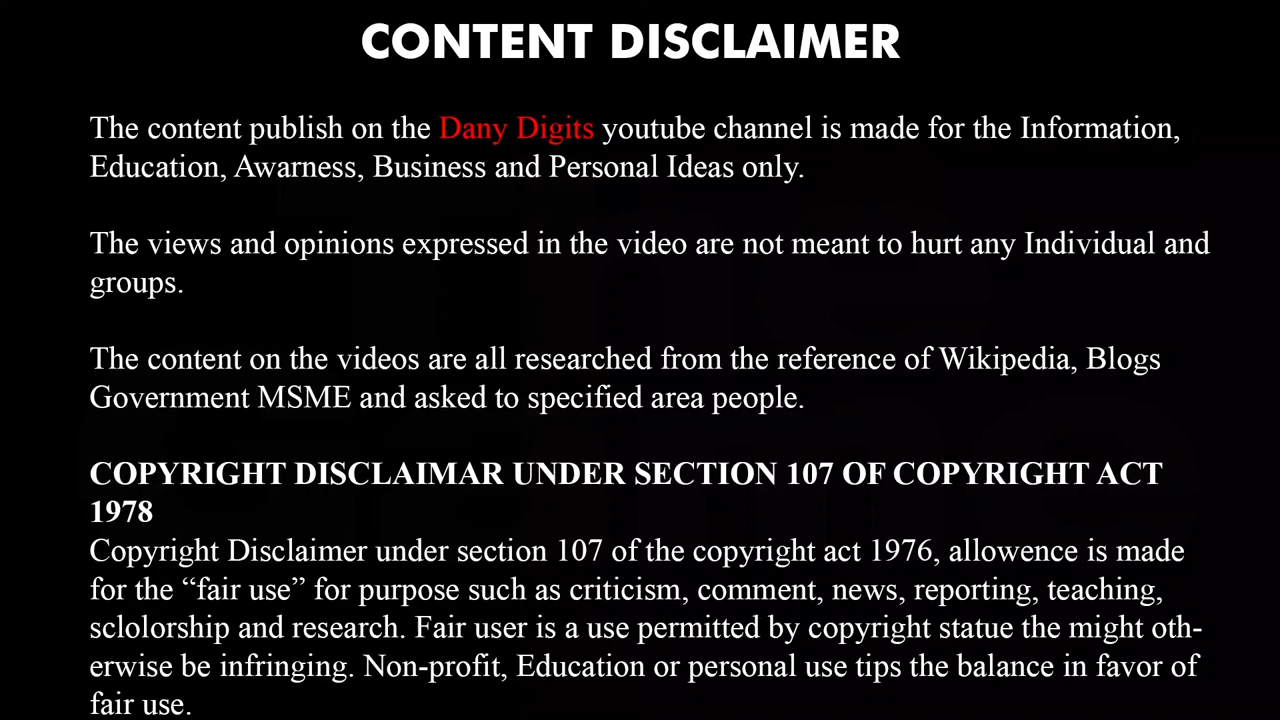 CONTENT DISCLAIMER
The content publish on the Dany Digits youtube channel is made for the Information,
Education, Awarness, Business and Personal Ideas only.
The views and opinions expressed in the video are not meant to hurt any Individual and
groups.
The content on the videos are all researched from the reference of Wikipedia, Blogs
Government MSME and asked to specified area people.
COPYRIGHT DISCLAIMAR UNDER SECTION 107 OF COPYRIGHT ACT
1978
Copyright Disclaimer under section 107 of the copyright act 1976, allowence is made
for the “fair use” for purpose such as criticism, comment, news, reporting, teaching,
sclolorship and research. Fair user is a use permitted by copyright statue the might oth-
erwise be infringing. Non-profit, Education or personal use tips the balance in favor of
fair use.